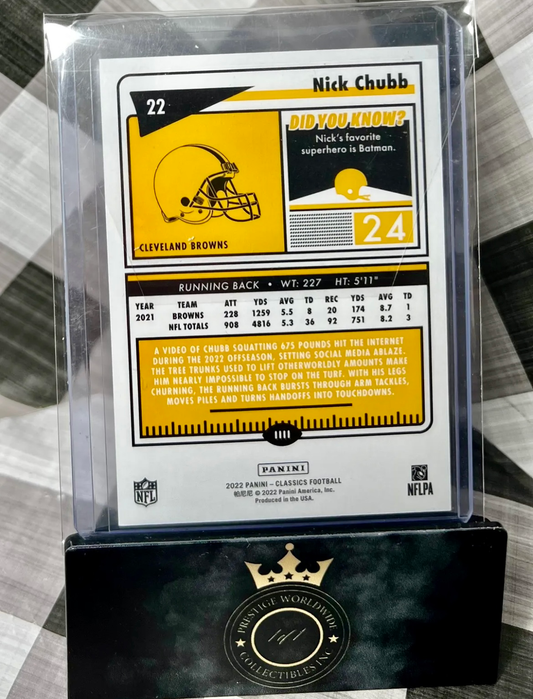 Nick Chubb
22
DID YOU KNOW?
Nick's favorite
superhero is Batman.
24
CLEVELAND BROWNS
RUNNING BACK • WT: 227 HT: 5'11"
YEAR TEAM ATT YDS AVG TD REC YDS AVG TD
2021 BROWNS 228 1259 5.5 8 20 174 8.7 1
NFL TOTALS 908 4816 5.3 36 92 751 8.2 3
A VIDEO OF CHUBB SQUATTING 675 POUNDS HIT THE INTERNET
DURING THE 2022 OFFSEASON, SETTING SOCIAL MEDIA ABLAZE.
THE TREE TRUNKS USED TO LIFT OTHERWORLDLY AMOUNTS MAKE
HIM NEARLY IMPOSSIBLE TO STOP ON THE TURF. WITH HIS LEGS
CHURNING, THE RUNNING BACK BURSTS THROUGH ARM TACKLES,
MOVES PILES AND TURNS HANDOFFS INTO TOUCHDOWNS.
PANINI
2022 PANINI – CLASSICS FOOTBALL
帕尼尼 © 2022 Panini America, Inc.
Produced in the USA.
NFL
NFLPA
PRESTIGE WORLDWIDE
COLLECTIBLES INC